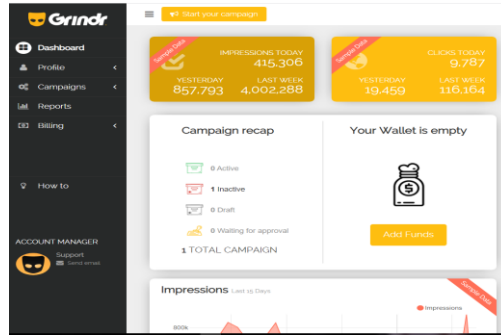 Grindr
Start your campaign
Dashboard
Profile
Campaigns
Reports
Billing
How to
ACCOUNT MANAGER
Support
Send email
Sample Data
IMPRESSIONS TODAY
415,306
YESTERDAY
857,793
LAST WEEK
4,002,288
Sample Data
CLICKS TODAY
9,787
YESTERDAY
19,459
LAST WEEK
116,164
Campaign recap
0 Active
1 Inactive
0 Draft
0 Waiting for approval
1 TOTAL CAMPAIGN
Your Wallet is empty
Add Funds
Impressions Last 15 Days
Sample Data
Impressions
800k